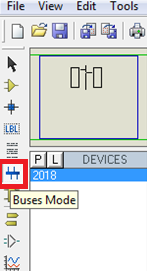 File View Edit Tools
LBL
P L DEVICES
2018
Buses Mode